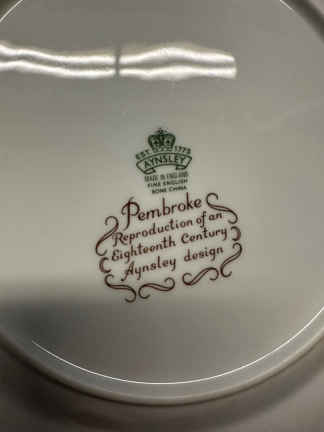 EST 1775
AYNSLEY
MADE IN ENGLAND
FINE ENGLISH
BONE CHINA
Pembroke
Reproduction of an
Eighteenth Century
Aynsley design